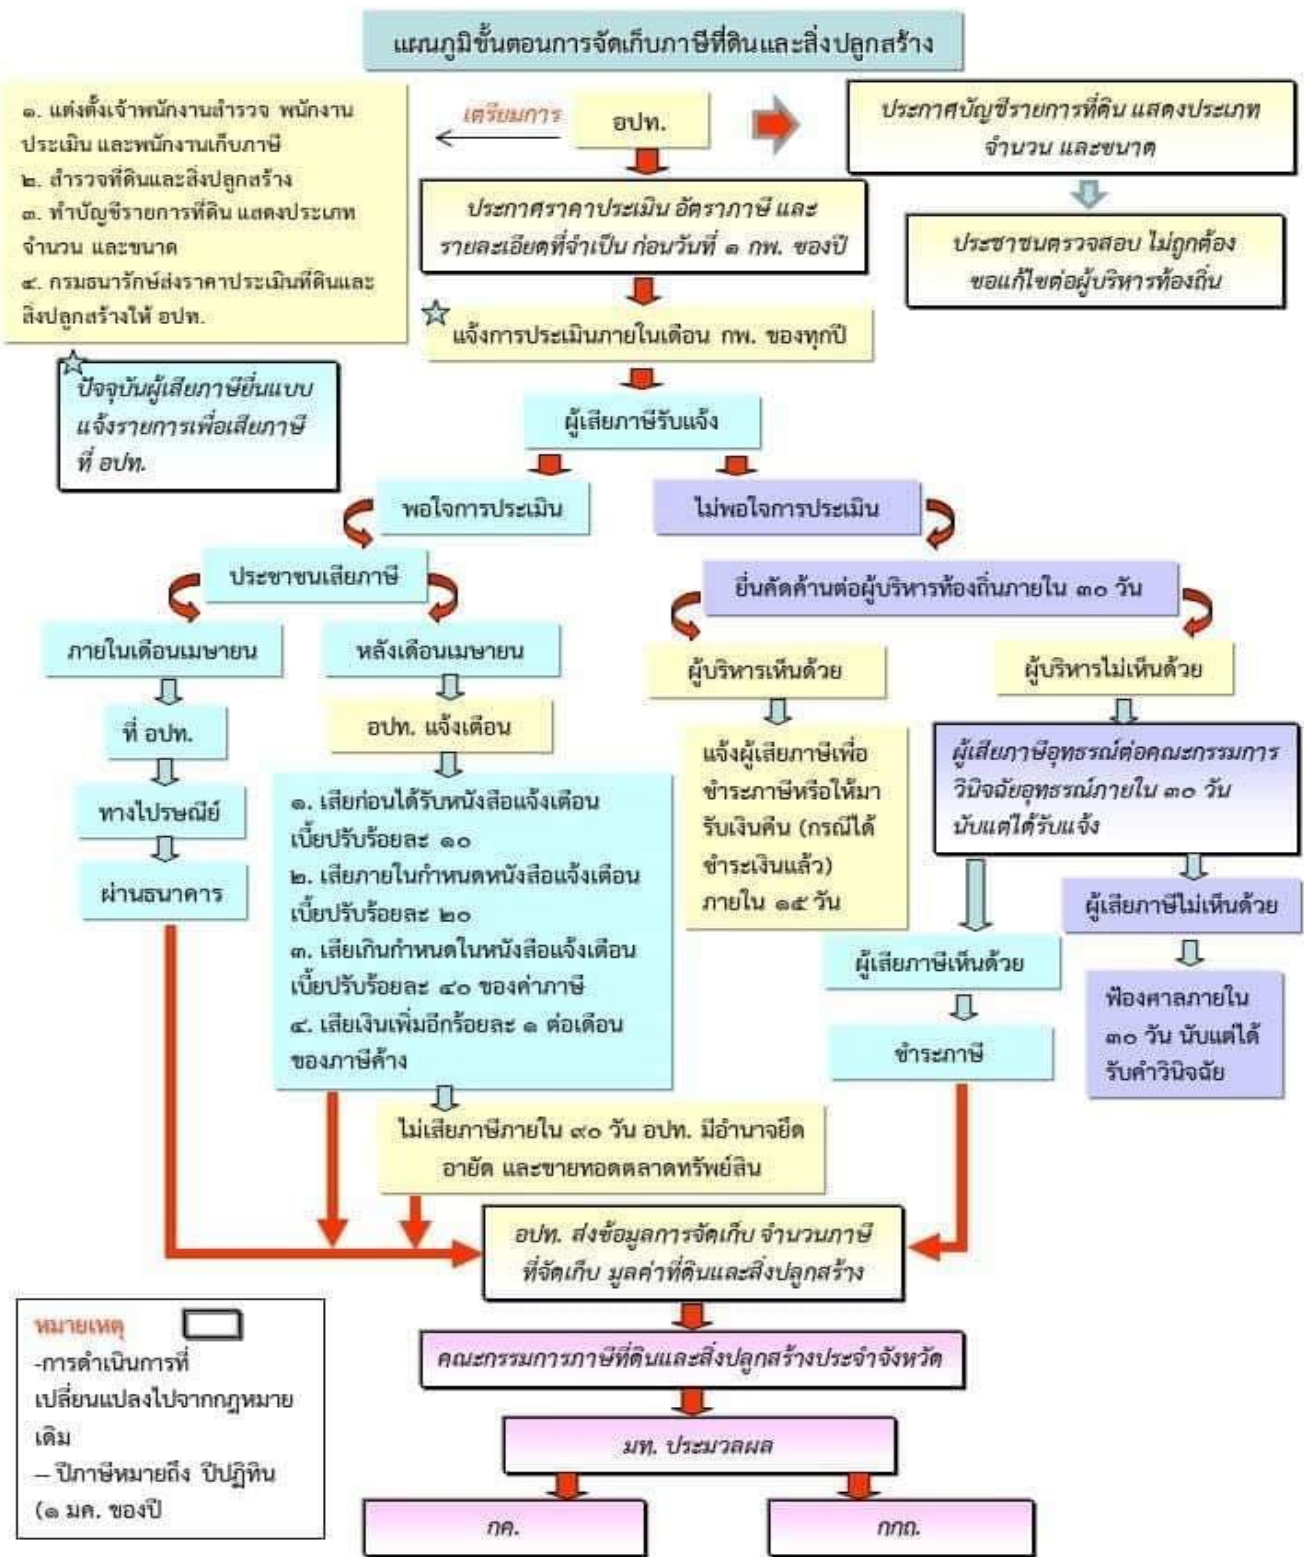 แผนภูมิขั้นตอนการจัดเก็บภาษีที่ดินและสิ่งปลูกสร้าง
๑. แต่งตั้งเจ้าพนักงานสำรวจ พนักงาน
ประเมิน และพนักงานเก็บภาษี
๒. สำรวจที่ดินและสิ่งปลูกสร้าง
๓. ทำบัญชีรายการที่ดิน แสดงประเภท
จำนวน และขนาด
๔. กรมธนารักษ์ส่งราคาประเมินที่ดินและ
สิ่งปลูกสร้างให้ อปท.
เตรียมการ
อปท.
ประกาศบัญชีรายการที่ดิน แสดงประเภท
จำนวน และขนาด
ประชาชนตรวจสอบ ไม่ถูกต้อง
ขอแก้ไขต่อผู้บริหารท้องถิ่น
ประกาศราคาประเมิน อัตราภาษี และ
รายละเอียดที่จำเป็น ก่อนวันที่ ๑ กพ. ของปี
แจ้งการประเมินภายในเดือน กพ. ของทุกปี
ปัจจุบันผู้เสียภาษียื่นแบบ
แจ้งรายการเพื่อเสียภาษี
ที่ อปท.
ผู้เสียภาษีรับแจ้ง
พอใจการประเมิน
ไม่พอใจการประเมิน
ประชาชนเสียภาษี
ยื่นคัดค้านต่อผู้บริหารท้องถิ่นภายใน ๓๐ วัน
ภายในเดือนเมษายน
หลังเดือนเมษายน
ผู้บริหารเห็นด้วย
ผู้บริหารไม่เห็นด้วย
ที่ อปท.
ทางไปรษณีย์
ผ่านธนาคาร
อปท. แจ้งเตือน
๑. เสียก่อนได้รับหนังสือแจ้งเตือน
เบี้ยปรับร้อยละ ๑๐
๒. เสียภายในกำหนดหนังสือแจ้งเตือน
เบี้ยปรับร้อยละ ๒๐
๓. เสียเกินกำหนดในหนังสือแจ้งเตือน
เบี้ยปรับร้อยละ ๔๐ ของค่าภาษี
๔. เสียเงินเพิ่มอีกร้อยละ ๑ ต่อเดือน
ของภาษีค้าง
แจ้งผู้เสียภาษีเพื่อ
ชำระภาษีหรือให้มา
รับเงินคืน (กรณีได้
ชำระเงินแล้ว)
ภายใน ๑๕ วัน
ผู้เสียภาษีอุทธรณ์ต่อคณะกรรมการ
วินิจฉัยอุทธรณ์ภายใน ๓๐ วัน
นับแต่ได้รับแจ้ง
ผู้เสียภาษีไม่เห็นด้วย
ผู้เสียภาษีเห็นด้วย
ฟ้องศาลภายใน
๓๐ วัน นับแต่ได้
รับคำวินิจฉัย
ชำระภาษี
ไม่เสียภาษีภายใน ๙๐ วัน อปท. มีอำนาจยึด
อายัด และขายทอดตลาดทรัพย์สิน
อปท. ส่งข้อมูลการจัดเก็บ จำนวนภาษี
ที่จัดเก็บ มูลค่าที่ดินและสิ่งปลูกสร้าง
คณะกรรมการภาษีที่ดินและสิ่งปลูกสร้างประจำจังหวัด
มท. ประมวลผล
กค.
กกถ.
หมายเหตุ
-การดำเนินการที่
เปลี่ยนแปลงไปจากกฎหมาย
เดิม
– ปีภาษีหมายถึง ปีปฏิทิน
(๑ มค. ของปี